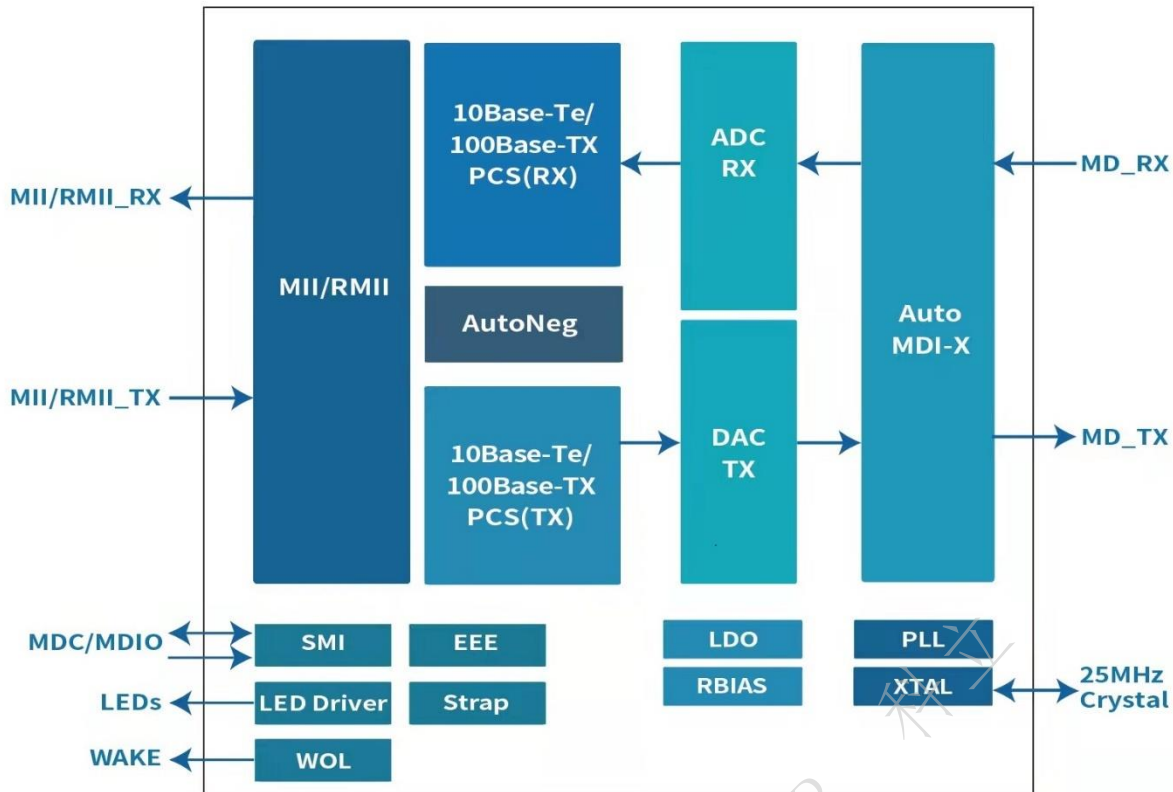 10Base-Te/
100Base-TX
PCS(RX)
ADC
RX
MD_RX
MII/RMII_RX
MII/RMII
AutoNeg
Auto
MDI-X
MII/RMII_TX
10Base-Te/
100Base-TX
PCS(TX)
DAC
TX
MD_TX
MDC/MDIO
SMI
EEE
LDO
PLL
LEDs
LED Driver
Strap
RBIAS
XTAL
25MHz
Crystal
WAKE
WOL